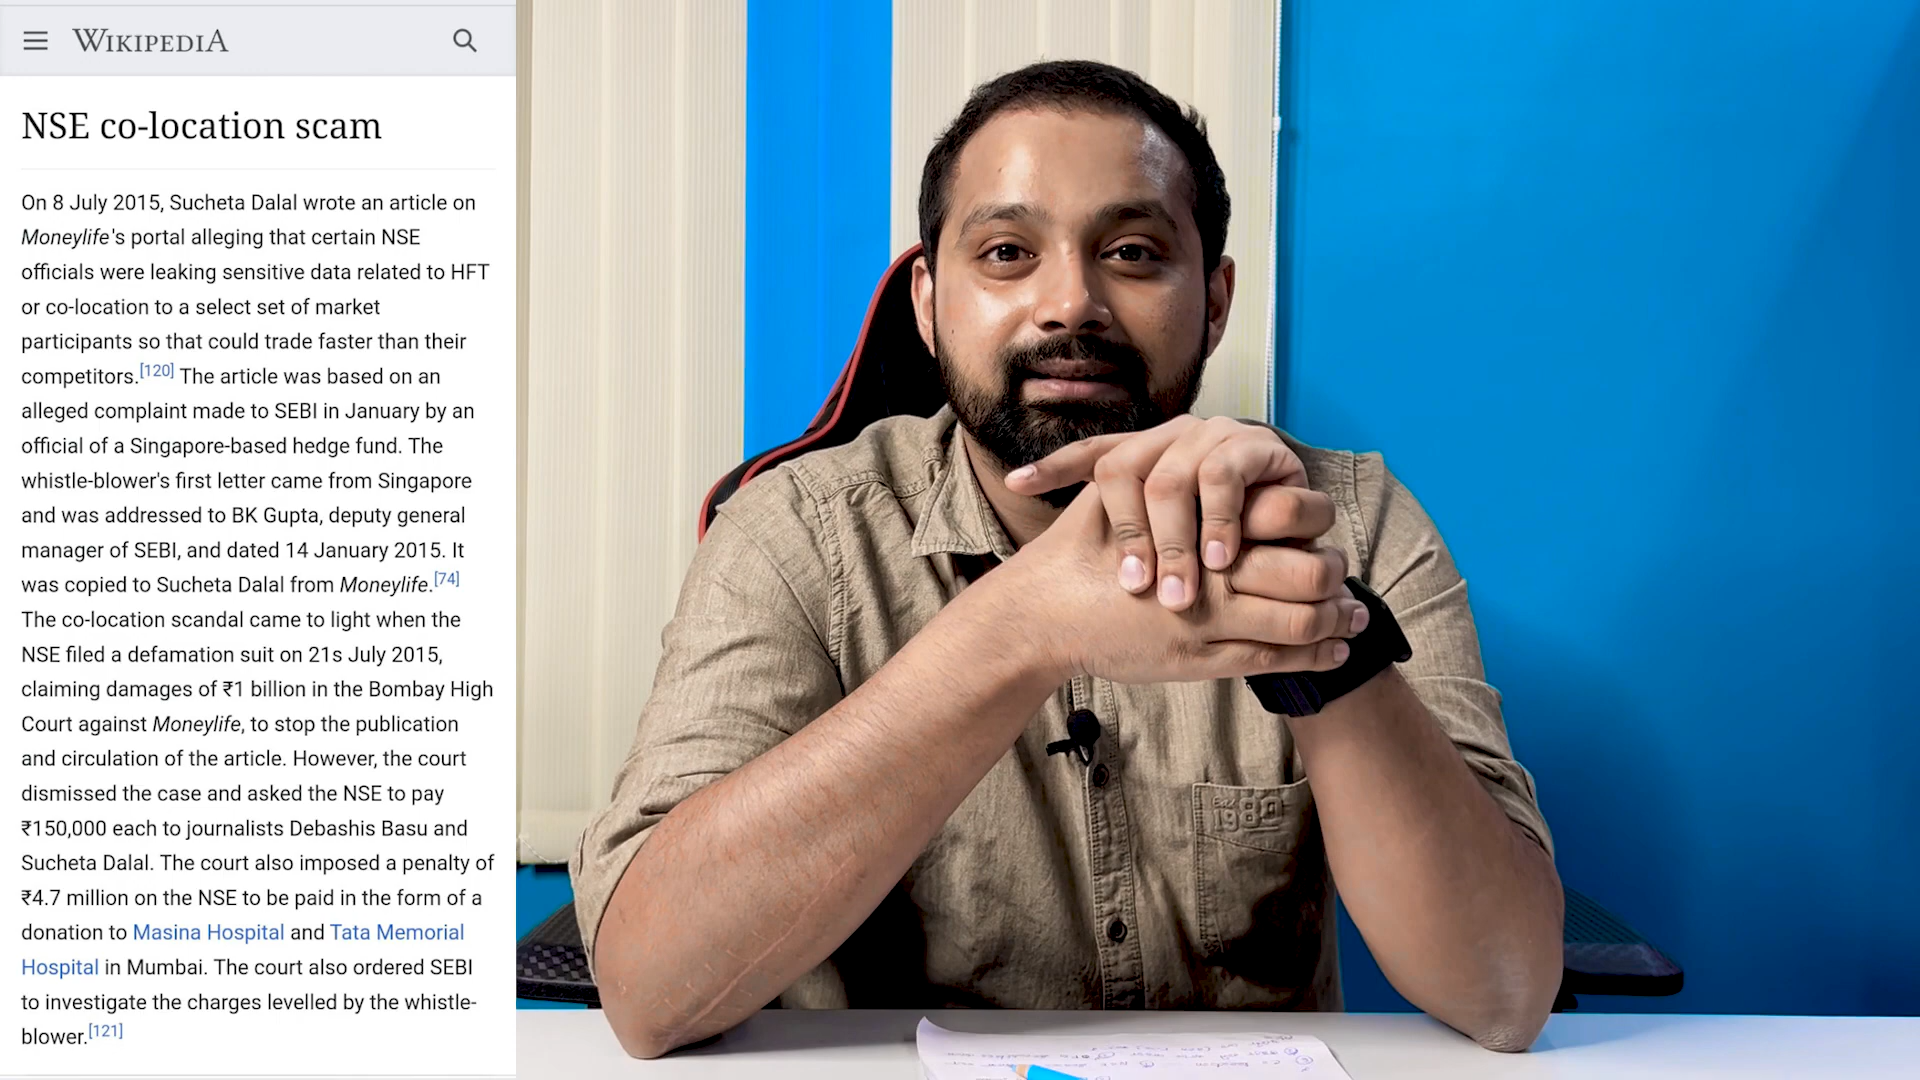 WIKIPEDIA
NSE co-location scam
On 8 July 2015, Sucheta Dalal wrote an article on
Moneylife's portal alleging that certain NSE
officials were leaking sensitive data related to HFT
or co-location to a select set of market
participants so that could trade faster than their
competitors.[120] The article was based on an
alleged complaint made to SEBI in January by an
official of a Singapore-based hedge fund. The
whistle-blower's first letter came from Singapore
and was addressed to BK Gupta, deputy general
manager of SEBI, and dated 14 January 2015. It
was copied to Sucheta Dalal from Moneylife.[74]
The co-location scandal came to light when the
NSE filed a defamation suit on 21s July 2015,
claiming damages of ₹1 billion in the Bombay High
Court against Moneylife, to stop the publication
and circulation of the article. However, the court
dismissed the case and asked the NSE to pay
₹150,000 each to journalists Debashis Basu and
Sucheta Dalal. The court also imposed a penalty of
₹4.7 million on the NSE to be paid in the form of a
donation to Masina Hospital and Tata Memorial
Hospital in Mumbai. The court also ordered SEBI
to investigate the charges levelled by the whistle-
blower.[121]
1980